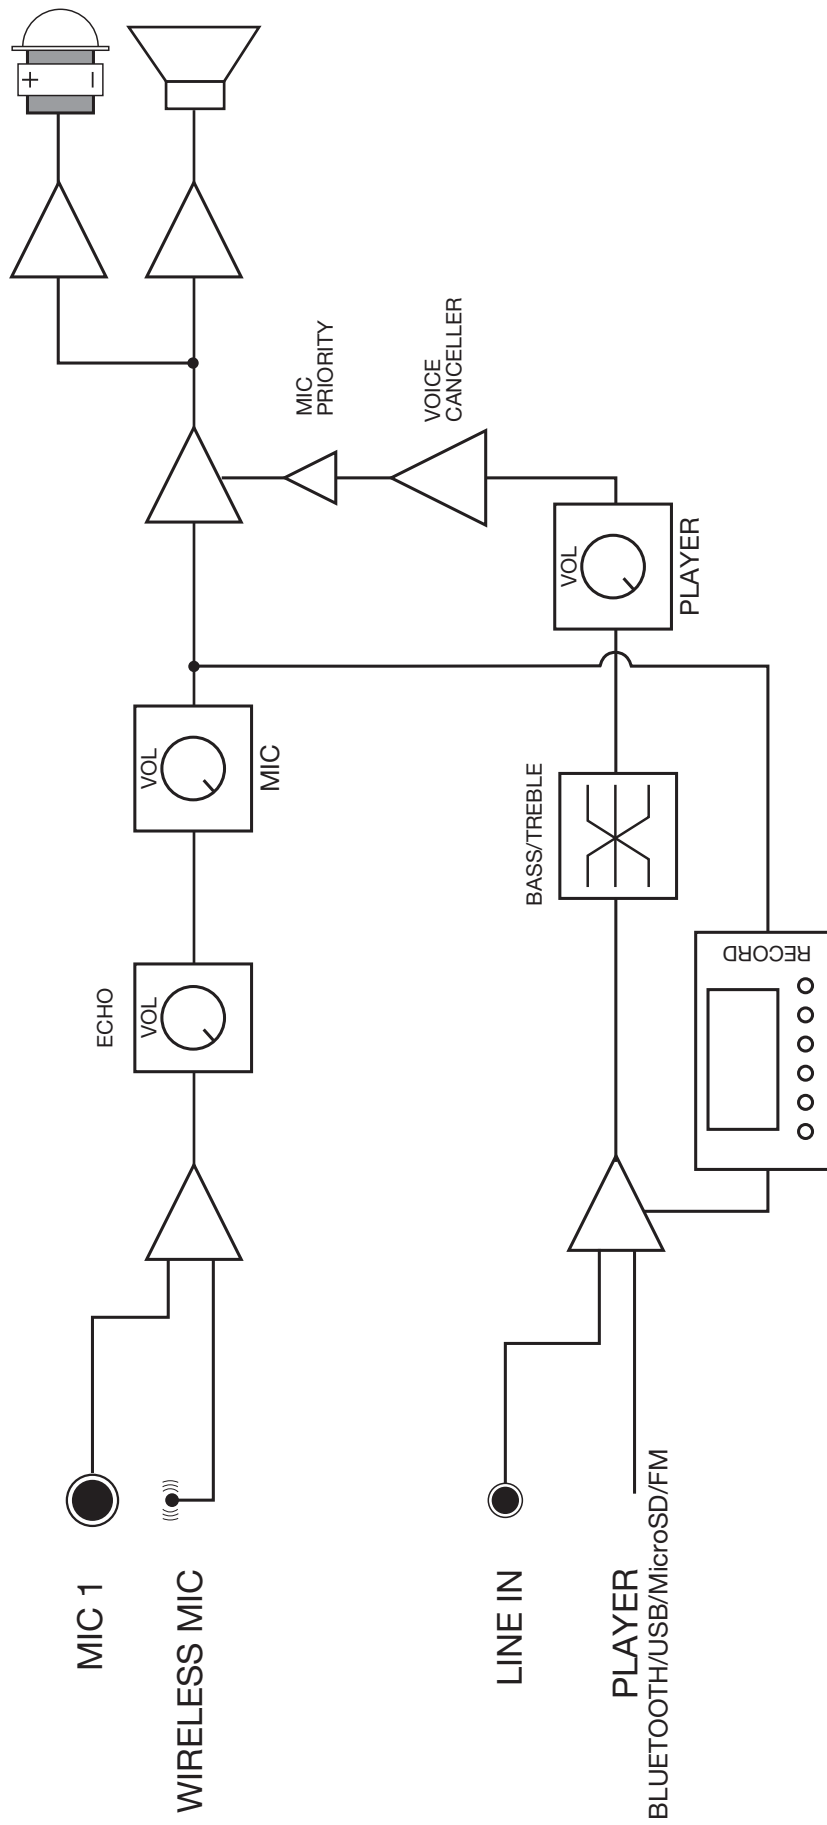 MIC 1
WIRELESS MIC
ECHO
VOL
VOL
MIC
+
−
MIC
PRIORITY
VOICE
CANCELLER
LINE IN
PLAYER
BLUETOOTH/USB/MicroSD/FM
BASS/TREBLE
VOL
PLAYER
RECORD